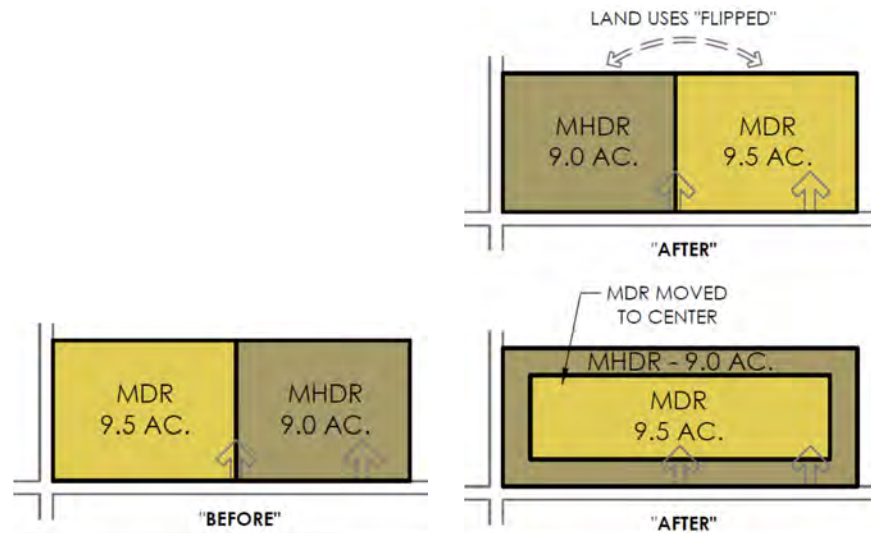 LAND USES "FLIPPED"
MHDR
9.0 AC.
MDR
9.5 AC.
"AFTER"
MDR MOVED
TO CENTER
MDR
9.5 AC.
MHDR
9.0 AC.
"BEFORE"
MHDR - 9.0 AC.
MDR
9.5 AC.
"AFTER"